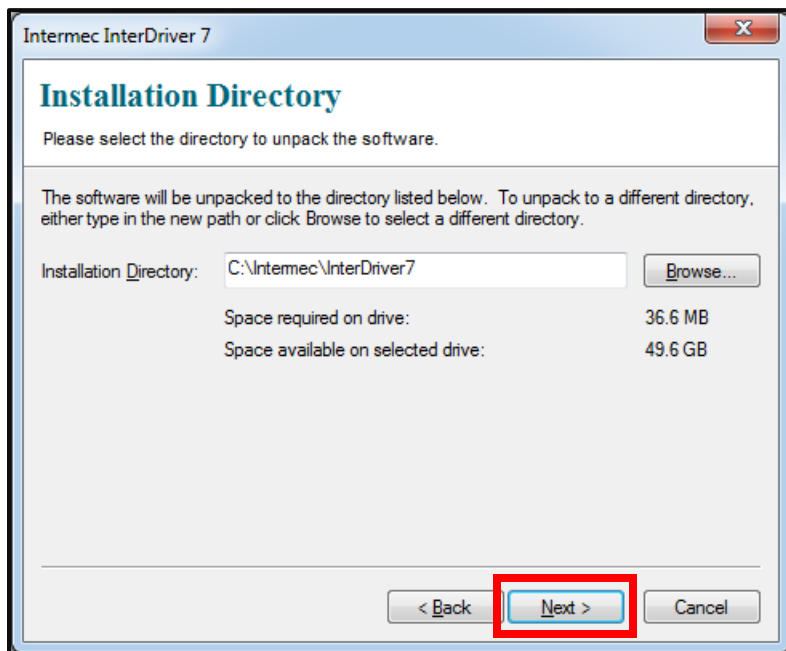 Intermec InterDriver 7
X
Installation Directory
Please select the directory to unpack the software.
The software will be unpacked to the directory listed below.  To unpack to a different directory,
either type in the new path or click Browse to select a different directory.
Installation Directory: C:\Intermec\InterDriver7 Browse...
Space required on drive: 36.6 MB
Space available on selected drive: 49.6 GB
< Back Next > Cancel